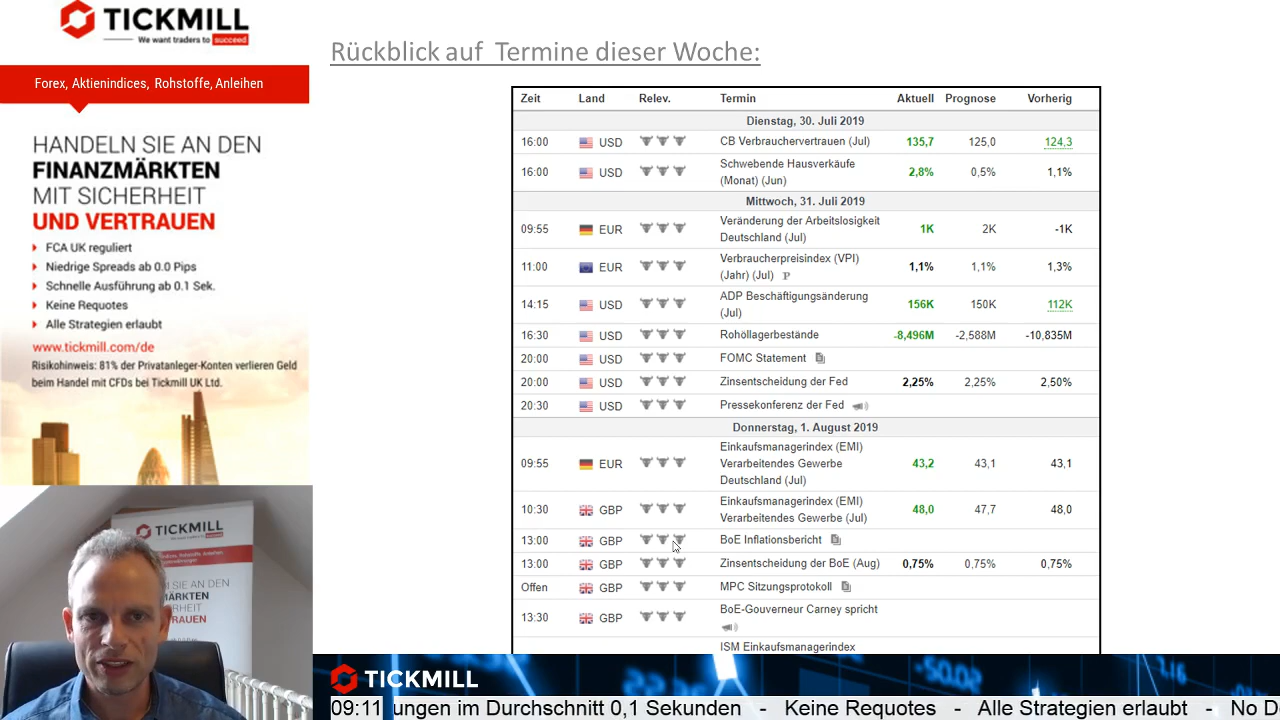 TICKMILL
We want traders to succeed
Forex, Aktienindices, Rohstoffe, Anleihen
HANDELN SIE AN DEN
FINANZMÄRKTEN
MIT SICHERHEIT
UND VERTRAUEN
FCA UK reguliert
Niedrige Spreads ab 0.0 Pips
Schnelle Ausführung ab 0.1 Sek.
Keine Requotes
Alle Strategien erlaubt
www.tickmill.com/de
Risikohinweis: 81% der Privatanleger-Konten verlieren Geld
beim Handel mit CFDs bei Tickmill UK Ltd.
TICKMILL
SIE AN DEN
MÄRKTEN
RHEIT
TRAUEN
Rückblick auf Termine dieser Woche:
Zeit Land Relev. Termin Aktuell Prognose Vorherig
Dienstag, 30. Juli 2019
16:00 USD CB Verbrauchervertrauen (Jul) 135,7 125,0 124,3
16:00 USD Schwebende Hausverkäufe 2,8% 0,5% 1,1%
(Monat) (Jun)
Mittwoch, 31. Juli 2019
09:55 EUR Veränderung der Arbeitslosigkeit 1K 2K -1K
Deutschland (Jul)
11:00 EUR Verbraucherpreisindex (VPI) 1,1% 1,1% 1,3%
(Jahr) (Jul) P
14:15 USD ADP Beschäftigungsänderung 156K 150K 112K
(Jul)
16:30 USD Rohöllagerbestände -8,496M -2,588M -10,835M
20:00 USD FOMC Statement
20:00 USD Zinsentscheidung der Fed 2,25% 2,25% 2,50%
20:30 USD Pressekonferenz der Fed
Donnerstag, 1. August 2019
09:55 EUR Einkaufsmanagerindex (EMI) 43,2 43,1 43,1
Verarbeitendes Gewerbe
Deutschland (Jul)
10:30 GBP Einkaufsmanagerindex (EMI) 48,0 47,7 48,0
Verarbeitendes Gewerbe (Jul)
13:00 GBP BoE Inflationsbericht
13:00 GBP Zinsentscheidung der BoE (Aug) 0,75% 0,75% 0,75%
Offen GBP MPC Sitzungsprotokoll
13:30 GBP BoE-Gouverneur Carney spricht
ISM Einkaufsmanagerindex
TICKMILL
-50.02
09:11 ungen im Durchschnitt 0,1 Sekunden - Keine Requotes - Alle Strategien erlaubt - No D